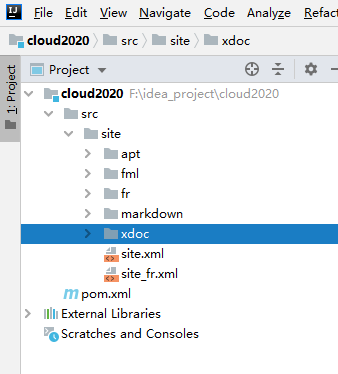 IJ File Edit View Navigate Code Analyze Refact
cloud2020 src site xdoc
1: Project
Project
cloud2020 F:\idea_project\cloud2020
src
site
apt
fml
fr
markdown
xdoc
site.xml
site_fr.xml
m pom.xml
External Libraries
Scratches and Consoles